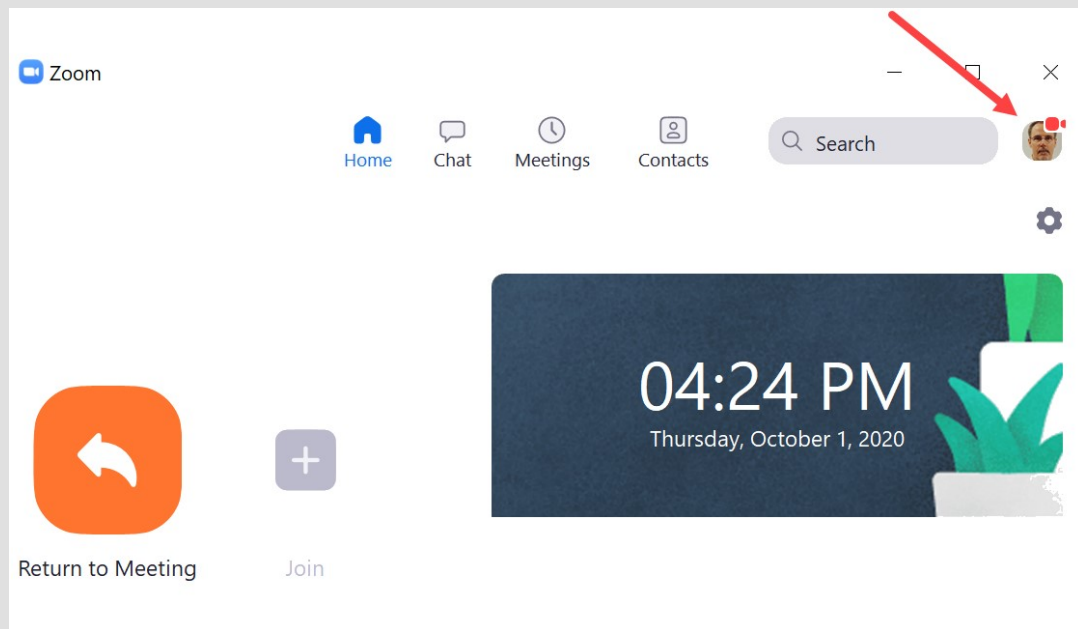 Zoom
Home Chat Meetings Contacts Search
04:24 PM
Thursday, October 1, 2020
Return to Meeting Join